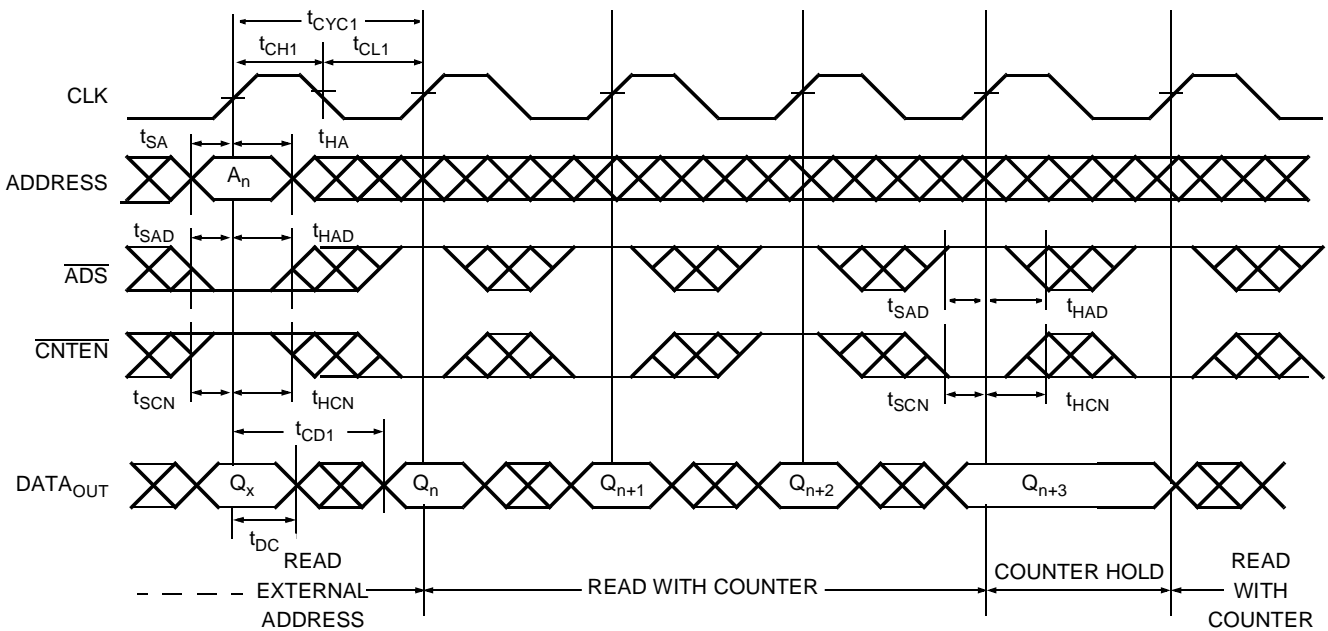 tCYC1
tCH1 tCL1
CLK
tSA tHA
ADDRESS An
tSAD tHAD
ADS
tSAD tHAD
CNTEN
tSCN tHCN tSCN tHCN
tCD1
DATAOUT Qx Qn Qn+1 Qn+2 Qn+3
tDC
READ EXTERNAL ADDRESS
READ WITH COUNTER
COUNTER HOLD
READ WITH COUNTER